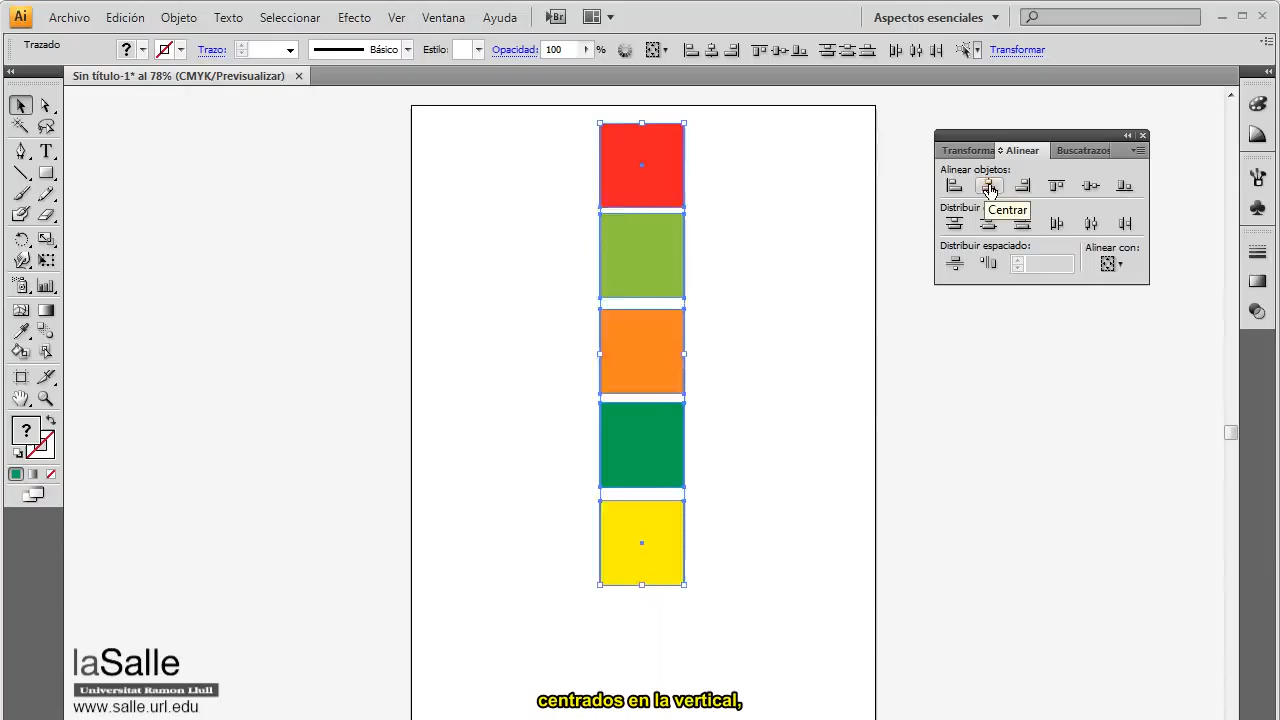 Ai Archivo Edición Objeto Texto Seleccionar Efecto Ver Ventana Ayuda Br Aspectos esenciales
Trazado ? Trazo: Básico Estilo: Opacidad: 100 % Transformar
Sin título-1* al 78% (CMYK/Previsualizar)
Transforma Alinear Buscatrazos
Alinear objetos:
Centrar
Distribuir
Distribuir espaciado: Alinear con:
?
laSalle
Universitat Ramon Llull
www.salle.url.edu
centrados en la vertical,